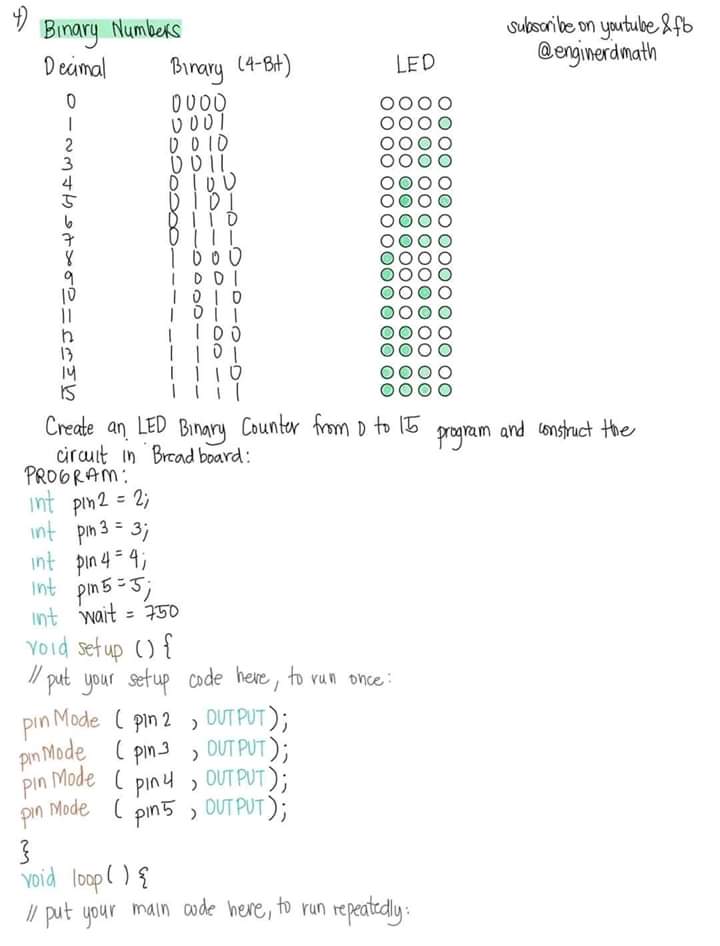 4) Binary Numbers
subscribe on youtube & fb
@enginerdmath
Decimal Binary (4-Bit) LED
0 0000
1 0001
2 0010
3 0011
4 0100
5 0101
6 0110
7 0111
8 1000
9 1001
10 1010
11 1011
12 1100
13 1101
14 1110
15 1111
Create an LED Binary Counter from 0 to 15 program and construct the
circuit in Breadboard:
PROGRAM:
int pin2 = 2;
int pin3 = 3;
int pin4 = 4;
int pin5 = 5;
int wait = 750
void setup () {
// put your setup code here, to run once:
pinMode ( pin2 , OUTPUT);
pinMode ( pin3 , OUTPUT);
pinMode ( pin4 , OUTPUT);
pin Mode ( pin5 , OUTPUT);
}
void loop() {
// put your main code here, to run repeatedly: